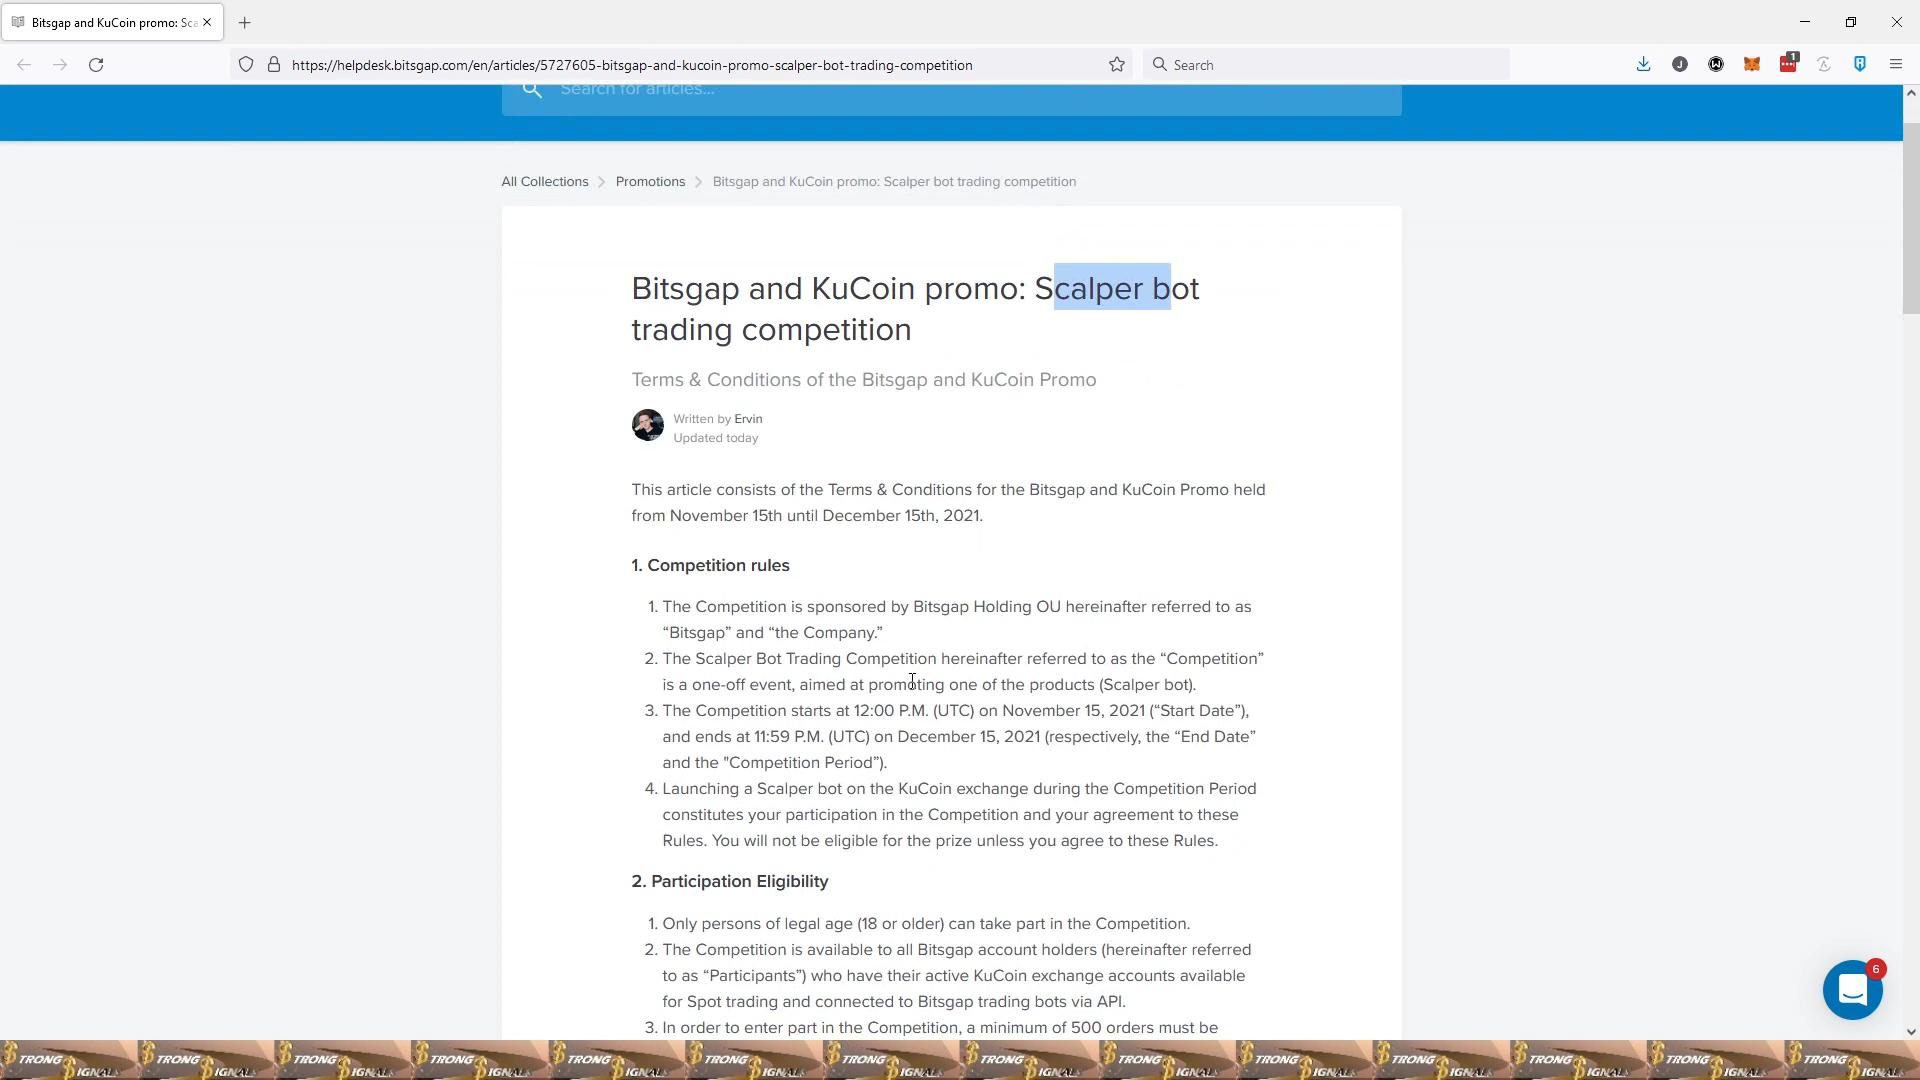 Bitsgap and KuCoin promo: Sca
https://helpdesk.bitsgap.com/en/articles/5727605-bitsgap-and-kucoin-promo-scalper-bot-trading-competition
Search
1
Search for articles...
All Collections
Promotions
Bitsgap and KuCoin promo: Scalper bot trading competition
Bitsgap and KuCoin promo: Scalper bot
trading competition
Terms & Conditions of the Bitsgap and KuCoin Promo
Written by Ervin
Updated today
This article consists of the Terms & Conditions for the Bitsgap and KuCoin Promo held
from November 15th until December 15th, 2021.
1. Competition rules
1. The Competition is sponsored by Bitsgap Holding OU hereinafter referred to as
“Bitsgap” and “the Company.”
2. The Scalper Bot Trading Competition hereinafter referred to as the “Competition”
is a one-off event, aimed at promoting one of the products (Scalper bot).
3. The Competition starts at 12:00 P.M. (UTC) on November 15, 2021 (“Start Date”),
and ends at 11:59 P.M. (UTC) on December 15, 2021 (respectively, the “End Date”
and the "Competition Period”).
4. Launching a Scalper bot on the KuCoin exchange during the Competition Period
constitutes your participation in the Competition and your agreement to these
Rules. You will not be eligible for the prize unless you agree to these Rules.
2. Participation Eligibility
1. Only persons of legal age (18 or older) can take part in the Competition.
2. The Competition is available to all Bitsgap account holders (hereinafter referred
to as “Participants”) who have their active KuCoin exchange accounts available
for Spot trading and connected to Bitsgap trading bots via API.
3. In order to enter part in the Competition, a minimum of 500 orders must be
6